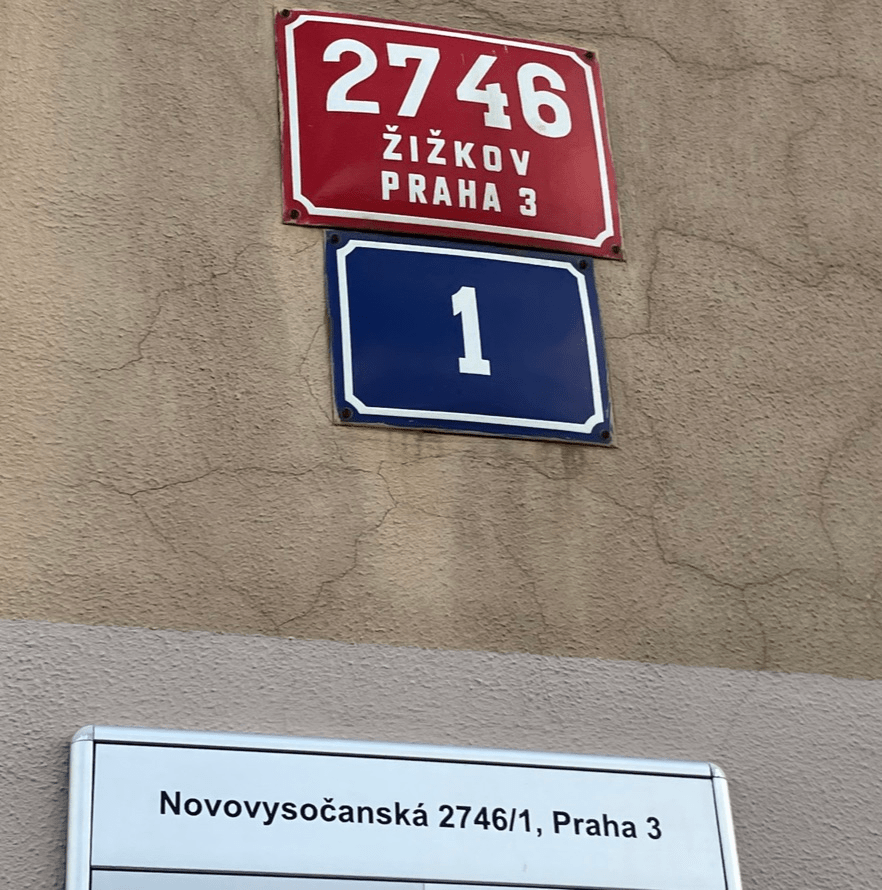 2746
ŽIŽKOV
PRAHA 3
1
Novovysočanská 2746/1, Praha 3